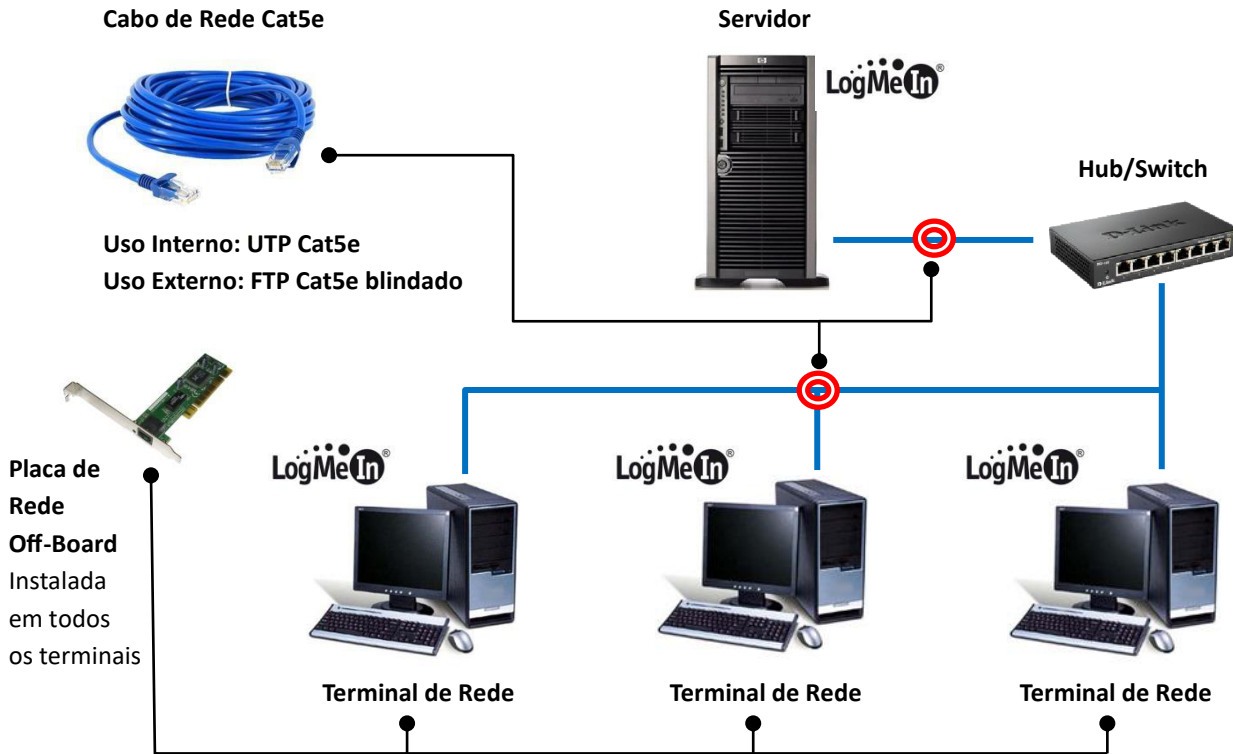 Cabo de Rede Cat5e
Servidor
LogMeIn®
Hub/Switch
D-Link
Uso Interno: UTP Cat5e
Uso Externo: FTP Cat5e blindado
Placa de
Rede
Off-Board
Instalada
em todos
os terminais
LogMeIn®
LogMeIn®
LogMeIn®
Terminal de Rede
Terminal de Rede
Terminal de Rede